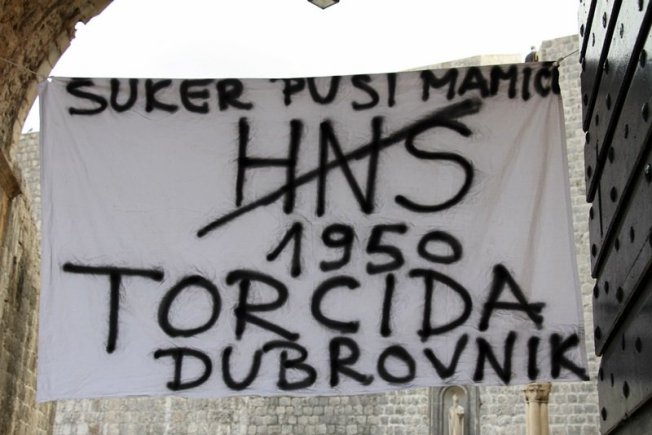 SUKER PUSI MAMICU
HNS
1950
TORCIDA
DUBROVNIK